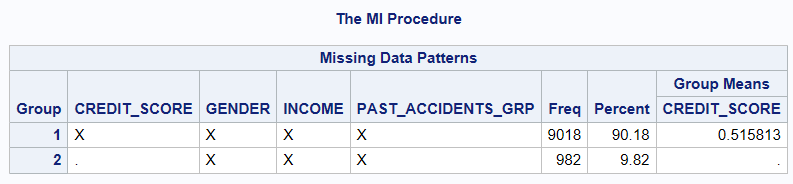 The MI Procedure
Missing Data Patterns
Group Means
Group CREDIT_SCORE GENDER INCOME PAST_ACCIDENTS_GRP Freq Percent CREDIT_SCORE
1 X X X X 9018 90.18 0.515813
2 . X X X 982 9.82 .